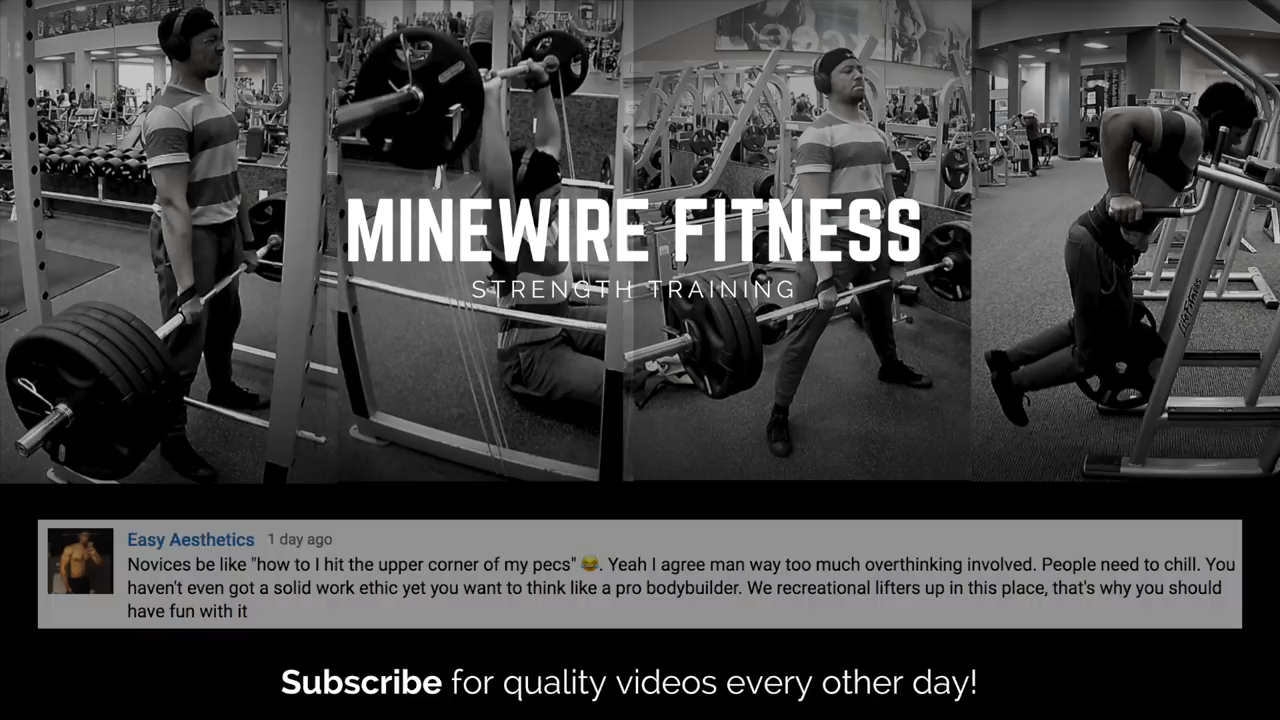 MINEWIRE FITNESS
STRENGTH TRAINING
Easy Aesthetics 1 day ago
Novices be like "how to I hit the upper corner of my pecs" 😂. Yeah I agree man way too much overthinking involved. People need to chill. You
haven't even got a solid work ethic yet you want to think like a pro bodybuilder. We recreational lifters up in this place, that's why you should
have fun with it
Subscribe for quality videos every other day!